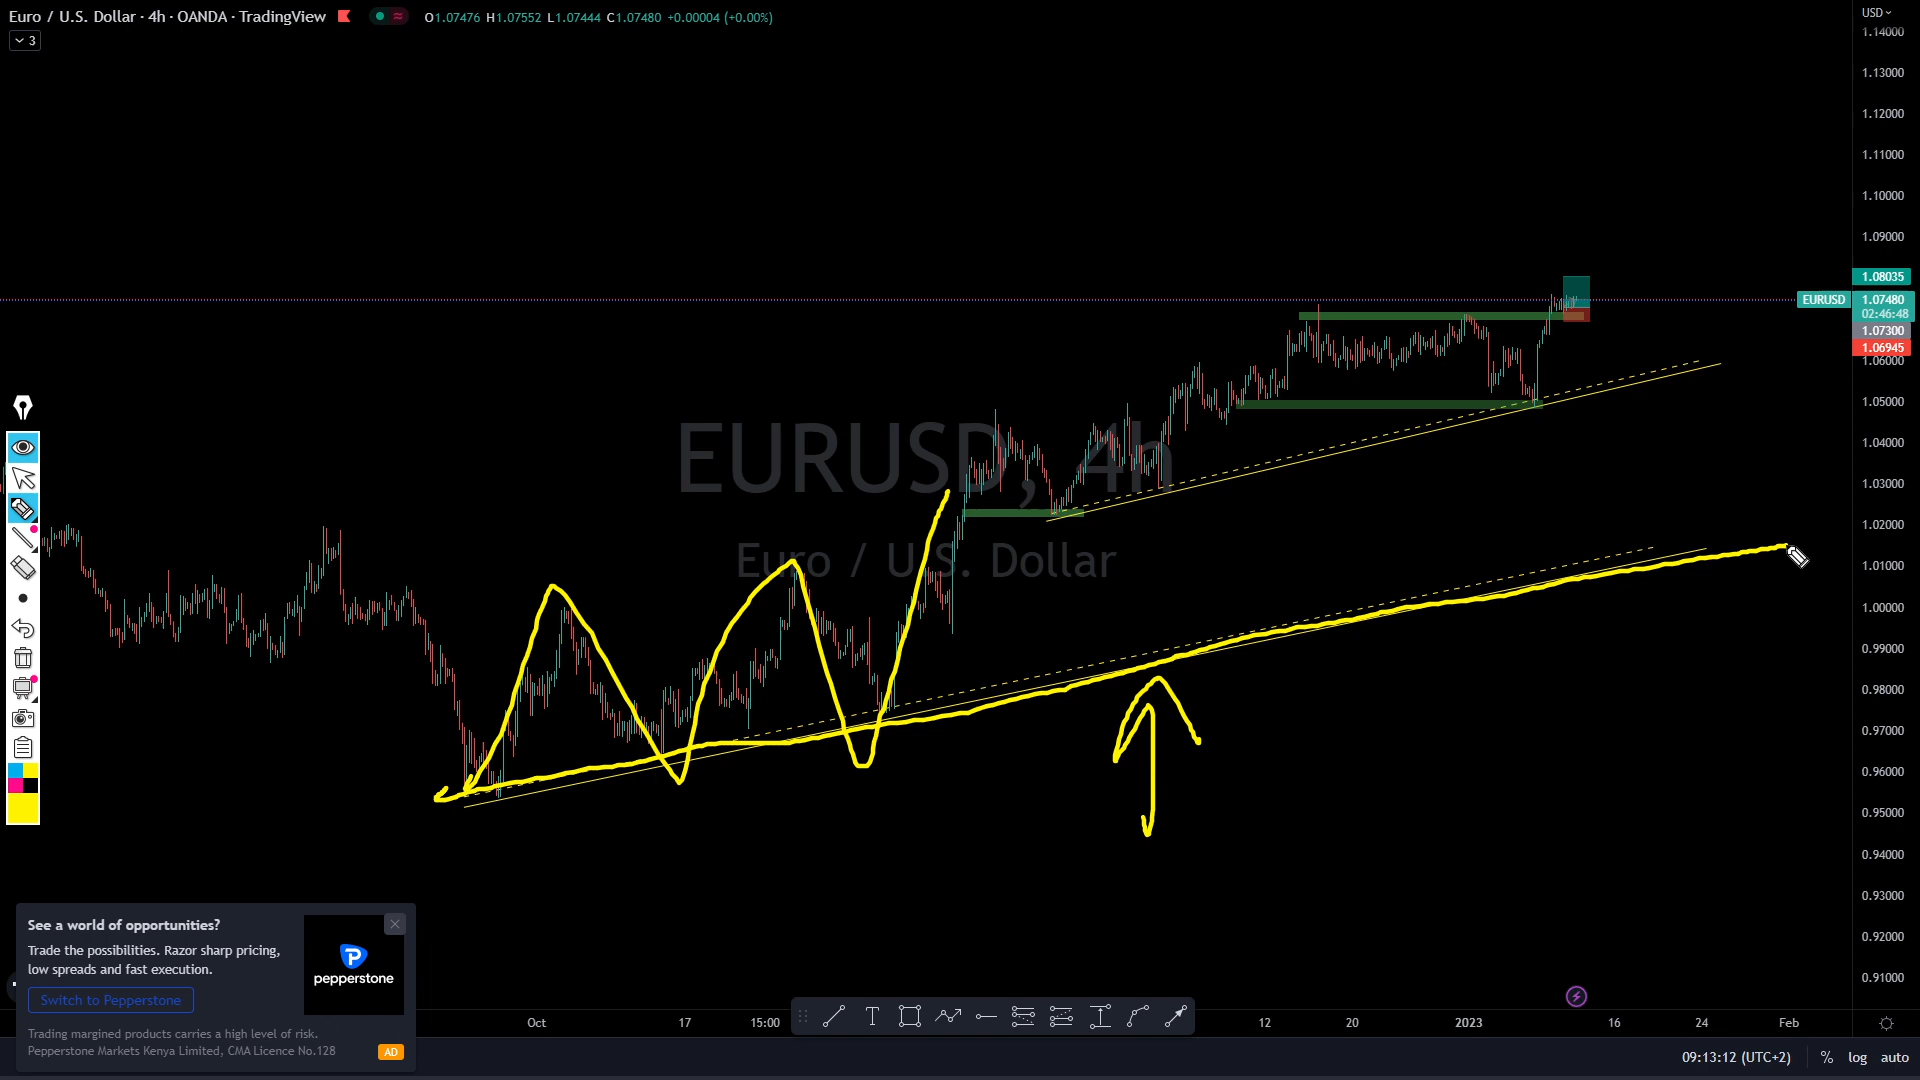 Euro / U.S. Dollar · 4h · OANDA · TradingView
O1.07476 H1.07552 L1.07444 C1.07480 +0.00004 (+0.00%)
3
USD
1.14000
1.13000
1.12000
1.11000
1.10000
1.09000
1.08035
EURUSD 1.07480
02:46:48
1.07300
1.06945
1.06000
1.05000
1.04000
1.03000
1.02000
1.01000
1.00000
0.99000
0.98000
0.97000
0.96000
0.95000
0.94000
0.93000
0.92000
0.91000
EURUSD, 4h
Euro / U.S. Dollar
See a world of opportunities?
Trade the possibilities. Razor sharp pricing,
low spreads and fast execution.
pepperstone
Switch to Pepperstone
Trading margined products carries a high level of risk.
Pepperstone Markets Kenya Limited, CMA Licence No.128
AD
Oct 17 15:00 12 20 2023 16 24 Feb
09:13:12 (UTC+2) % log auto